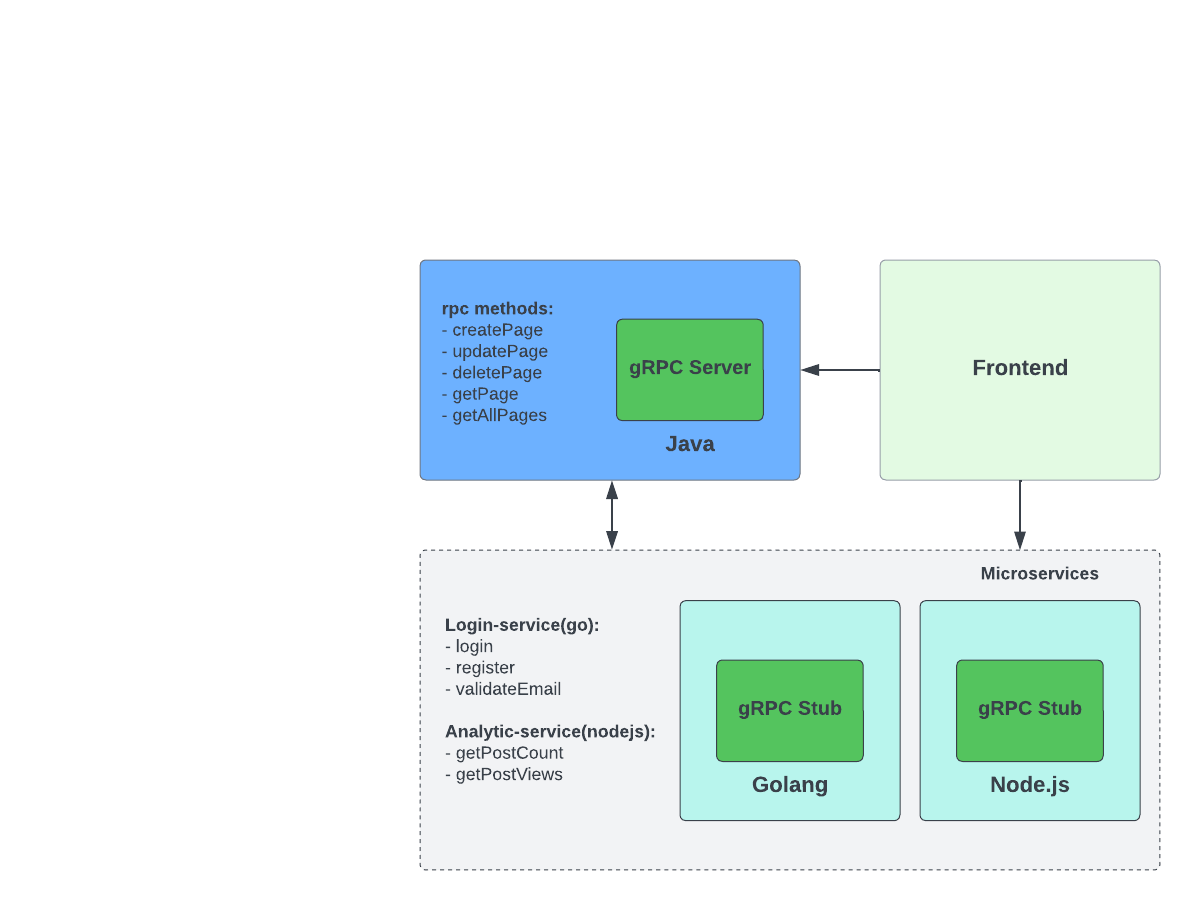 rpc methods:
- createPage
- updatePage
- deletePage
- getPage
- getAllPages
gRPC Server
Java
Frontend
Microservices
Login-service(go):
- login
- register
- validateEmail
Analytic-service(nodejs):
- getPostCount
- getPostViews
gRPC Stub
Golang
gRPC Stub
Node.js